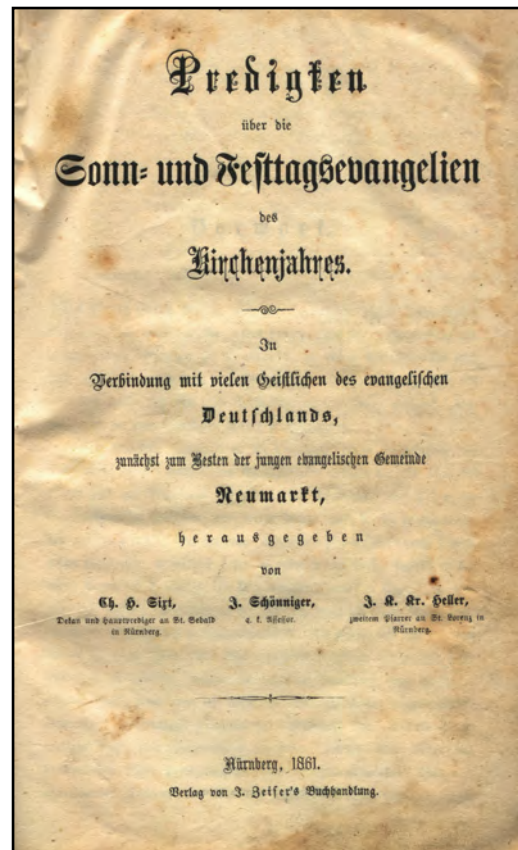 Predigten
über die
Sonn- und Festtagsevangelien
des
Kirchenjahres.
In
Verbindung mit vielen Geistlichen des evangelischen
Deutschlands,
zunächst zum Besten der jungen evangelischen Gemeinde
Neumarkt,
herausgegeben
von
Ch. H. Sixt,
Dekan und Hauptprediger an St. Sebald
in Nürnberg.
J. Schönniger,
q. k. Assessor.
J. K. Fr. Heller,
zweitem Pfarrer an St. Lorenz in
Nürnberg.
Nürnberg, 1861.
Verlag von J. Zeiser's Buchhandlung.